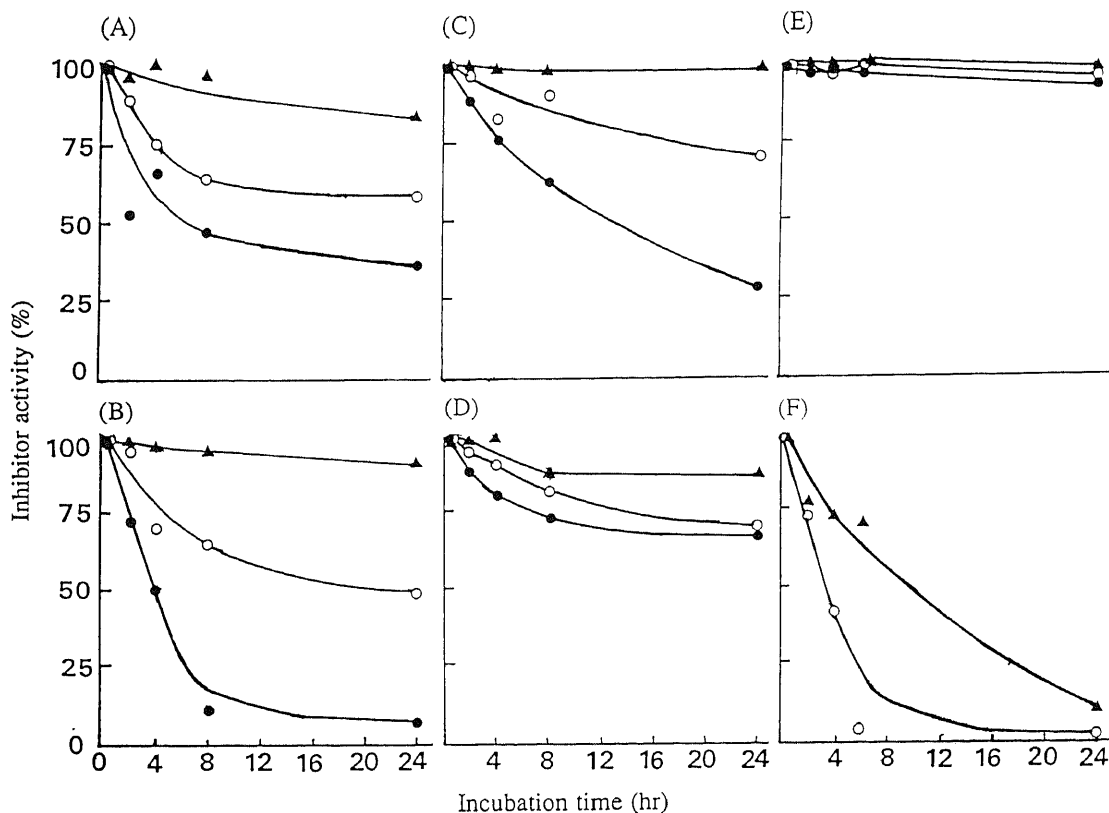 (A)
(C)
(E)
100
75
50
25
0
(B)
(D)
(F)
100
75
50
25
0
0 4 8 12 16 20 24
4 8 12 16 20 24
4 8 12 16 20 24
Inhibitor activity (%)
Incubation time (hr)